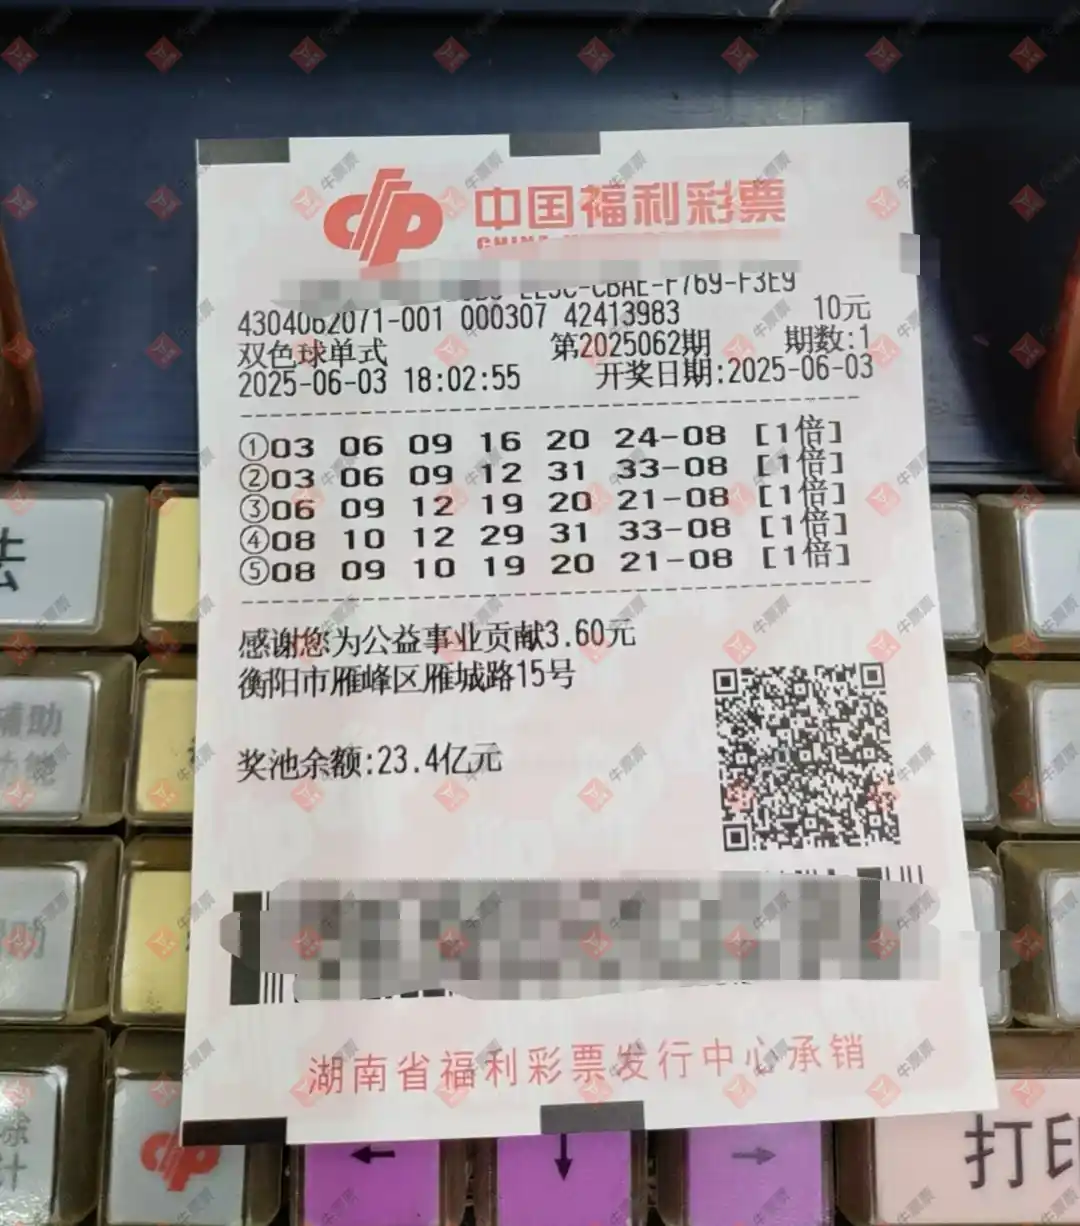 中国福利彩票
-CBAE-F769-F3E9
4304062071-001 000307 42413983 10元
双色球单式 第2025062期 期数:1
2025-06-03 18:02:55 开奖日期:2025-06-03
①03 06 09 16 20 24-08 [1倍]
②03 06 09 12 31 33-08 [1倍]
③06 09 12 19 20 21-08 [1倍]
④08 10 12 29 31 33-08 [1倍]
⑤08 09 10 19 20 21-08 [1倍]
感谢您为公益事业贡献3.60元
衡阳市雁峰区雁城路15号
奖池余额:23.4亿元
湖南省福利彩票发行中心承销
辅助
功能
←
↓
→
打印
牛票票